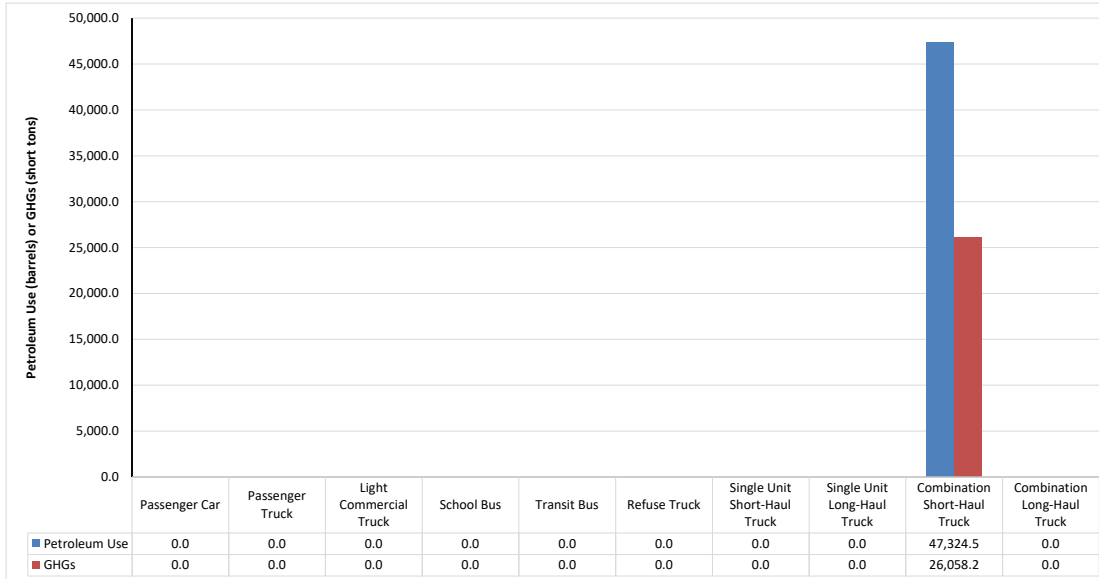 50,000.0
45,000.0
40,000.0
35,000.0
30,000.0
25,000.0
20,000.0
15,000.0
10,000.0
5,000.0
0.0
Petroleum Use (barrels) or GHGs (short tons)
Passenger Car
Passenger
Truck
Light
Commercial
Truck
School Bus
Transit Bus
Refuse Truck
Single Unit
Short-Haul
Truck
Single Unit
Long-Haul
Truck
Combination
Short-Haul
Truck
Combination
Long-Haul
Truck
Petroleum Use 0.0 0.0 0.0 0.0 0.0 0.0 0.0 0.0 47,324.5 0.0
GHGs 0.0 0.0 0.0 0.0 0.0 0.0 0.0 0.0 26,058.2 0.0